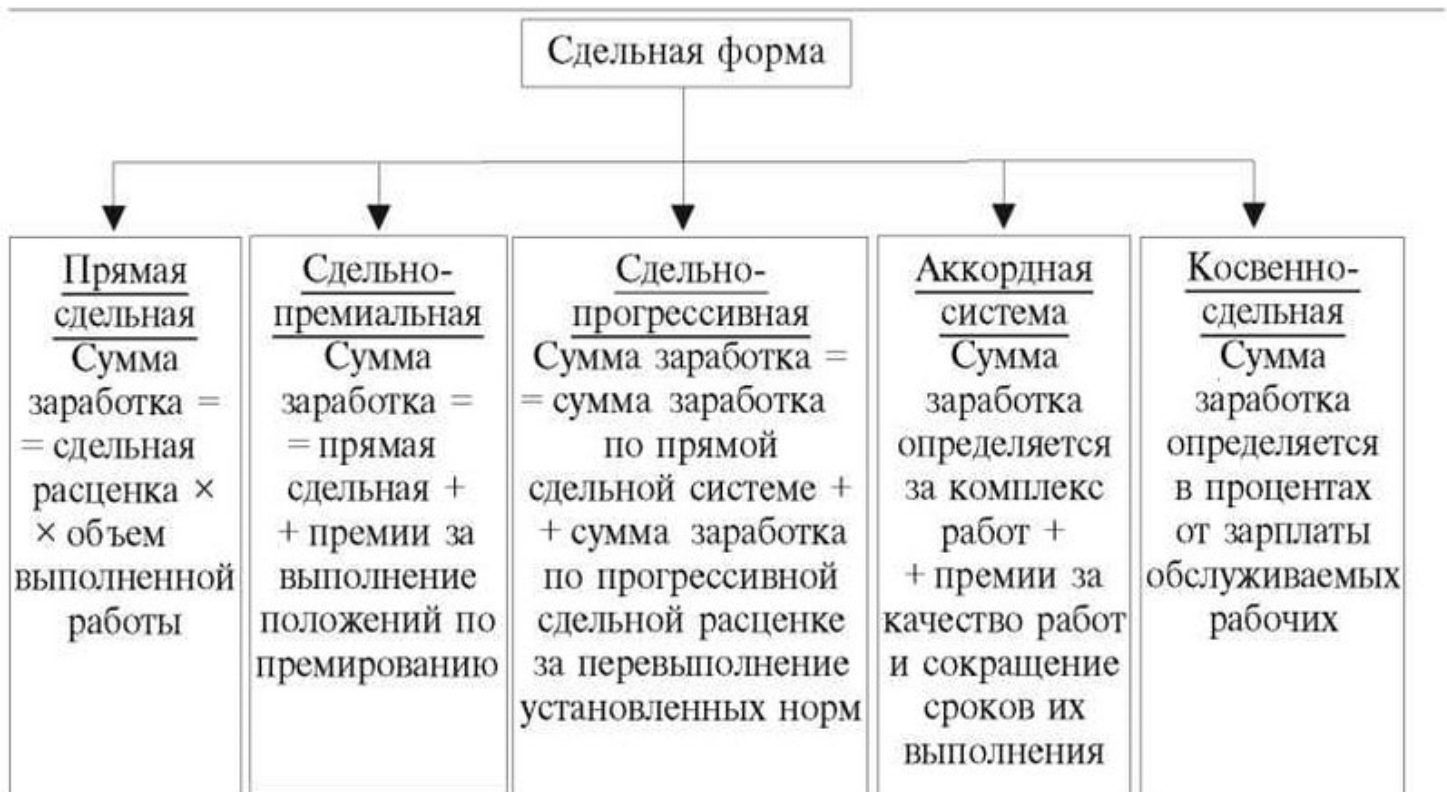 Сдельная форма
Прямая
сдельная
Сумма
заработка =
= сдельная
расценка ×
× объем
выполненной
работы
Сдельно-
премиальная
Сумма
заработка =
= прямая
сдельная +
+ премии за
выполнение
положений по
премированию
Сдельно-
прогрессивная
Сумма заработка =
= сумма заработка
по прямой
сдельной системе +
+ сумма заработка
по прогрессивной
сдельной расценке
за перевыполнение
установленных норм
Аккордная
система
Сумма
заработка
определяется
за комплекс
работ +
+ премии за
качество работ
и сокращение
сроков их
выполнения
Косвенно-
сдельная
Сумма
заработка
определяется
в процентах
от зарплаты
обслуживаемых
рабочих